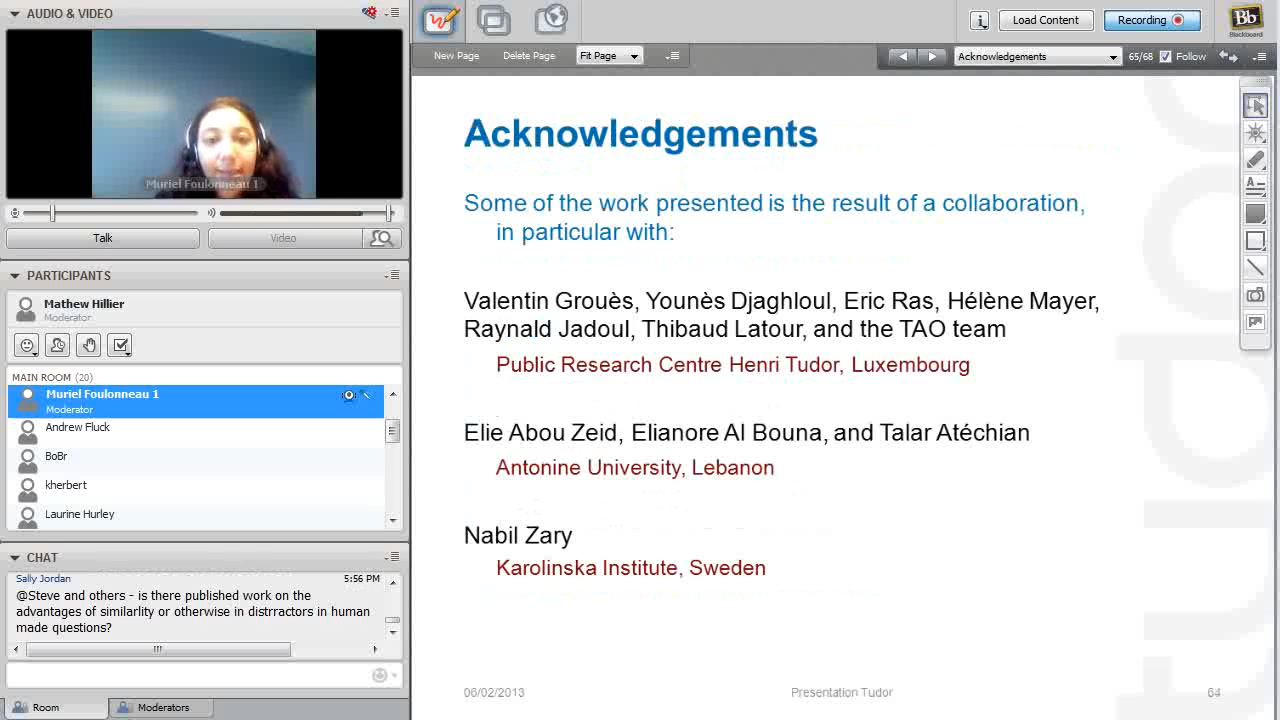 AUDIO & VIDEO
Muriel Foulonneau 1
Talk
Video
PARTICIPANTS
Mathew Hillier
Moderator
MAIN ROOM (20)
Muriel Foulonneau 1
Moderator
Andrew Fluck
BoBr
kherbert
Laurine Hurley
CHAT
Sally Jordan 5:56 PM
@Steve and others - is there published work on the
advantages of similarlity or otherwise in distrractors in human
made questions?
Room
Moderators
Load Content
Recording
Bb
Blackboard
New Page
Delete Page
Fit Page
Acknowledgements
65/68
Follow
Acknowledgements
Some of the work presented is the result of a collaboration,
in particular with:
Valentin Grouès, Younès Djaghloul, Eric Ras, Hélène Mayer,
Raynald Jadoul, Thibaud Latour, and the TAO team
Public Research Centre Henri Tudor, Luxembourg
Elie Abou Zeid, Elianore Al Bouna, and Talar Atéchian
Antonine University, Lebanon
Nabil Zary
Karolinska Institute, Sweden
06/02/2013
Presentation Tudor
64